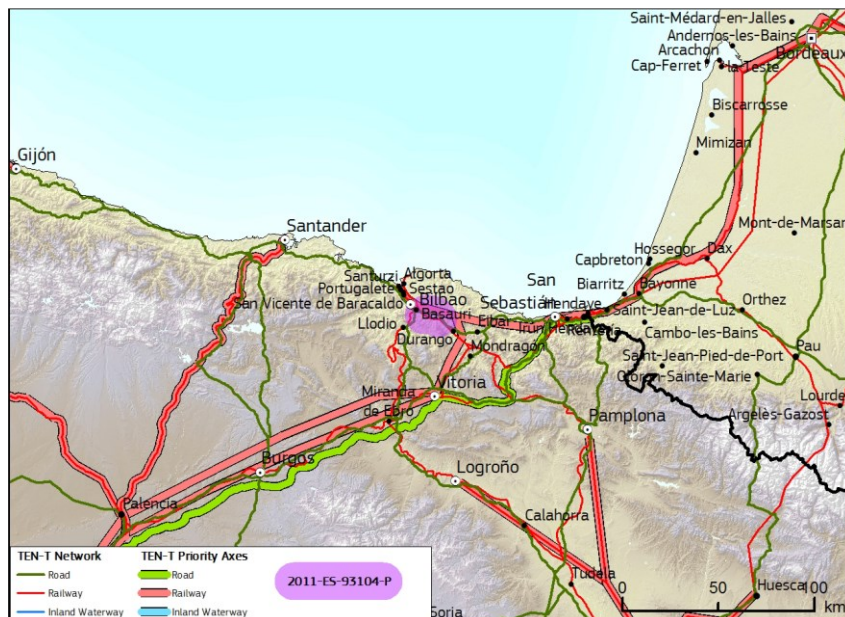 Saint-Médard-en-Jalles
Andernos-les-Bains
Arcachon
Bordeaux
Cap-Ferret
la-Teste
Biscarrosse
Mimizan
Gijón
Santander
Mont-de-Marsan
Hossegor
Capbreton
Dax
Biarritz
Bayonne
Santurzi
Algorta
Portugalete
Sestao
San Vicente de Baracaldo
Bilbao
San
Sebastián
Hendaye
Saint-Jean-de-Luz
Orthez
Basauri
Llodio
Eibar
Irún
Hendaye
Cambo-les-Bains
Durango
Mondragón
Saint-Jean-Pied-de-Port
Pau
Oloron-Sainte-Marie
Miranda
de Ebro
Vitoria
Lourde
Argelès-Gazost
Pamplona
Burgos
Logroño
Palencia
Calahorra
Tudela
Huesca
Soria
TEN-T Network
Road
Railway
Inland Waterway
TEN-T Priority Axes
Road
Railway
Inland Waterway
2011-ES-93104-P
0 50 100
km